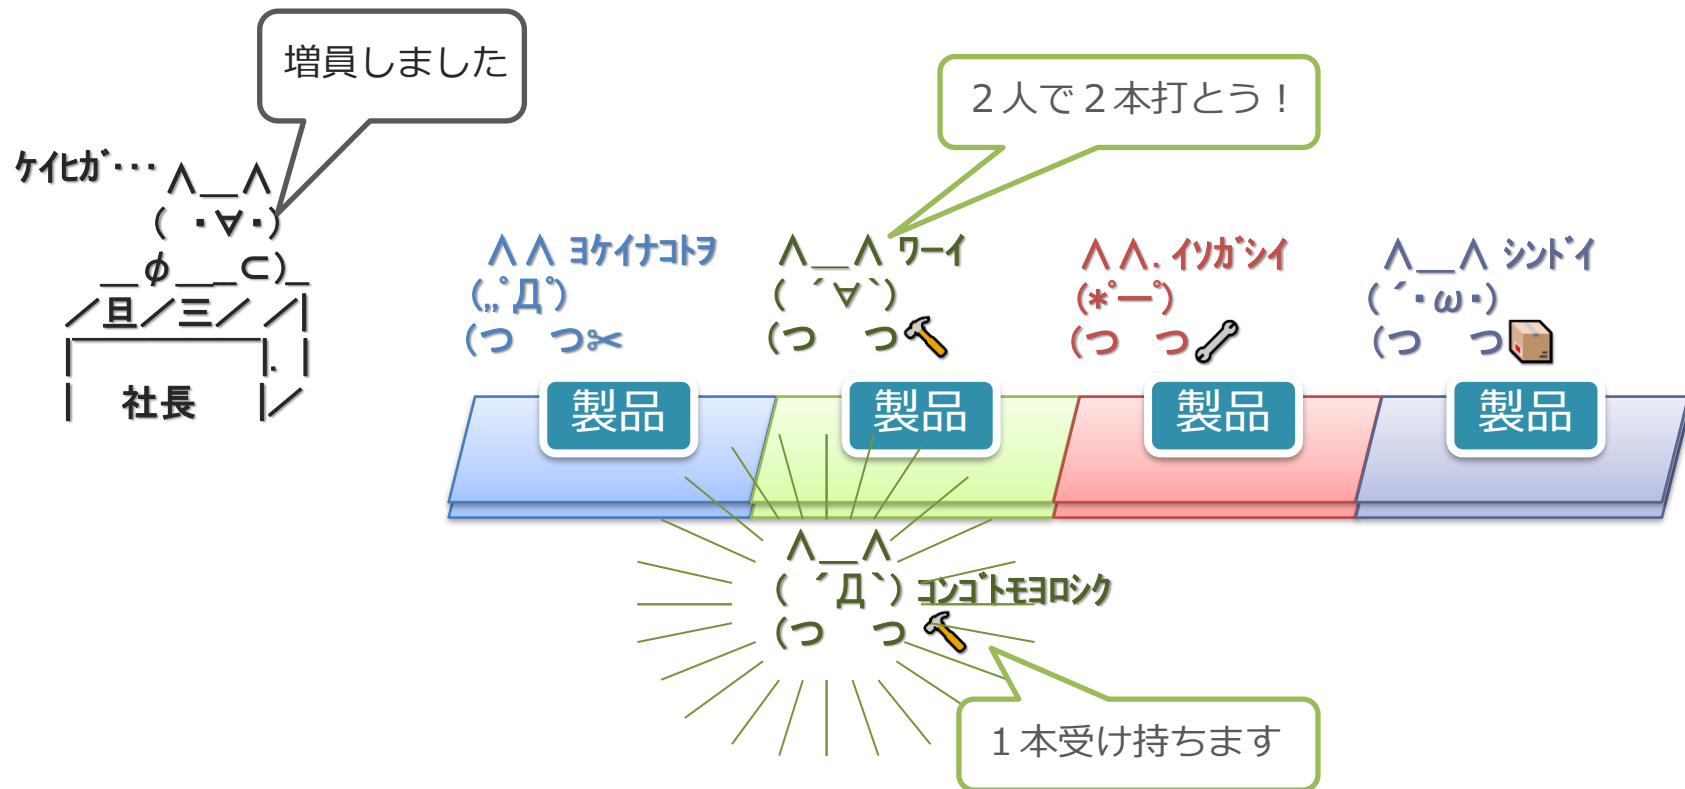 増員しました
２人で２本打とう！
ｹｲﾋｶﾞ･･･ ∧＿∧
(　・∀・)
＿φ＿＿⊂)＿
／旦／三／ ／|
|￣￣￣￣￣|. |
| 社長 |／
∧∧ ﾖｹｲﾅｺﾄｦ
(,,ﾟДﾟ)
(つ　つ✂
∧＿∧ ﾜｰｲ
( ´∀`)
(つ　つ🔨
∧∧. ｲｿｶﾞｼｲ
(*ﾟーﾟ)
(つ　つ🔧
∧＿∧ ｼﾝﾄﾞｲ
( ´・ω・)
(つ　つ📦
製品
製品
製品
製品
∧＿∧
( ´Д`) ｺﾝｺﾞﾄﾓﾖﾛｼｸ
(つ　つ 🔨
１本受け持ちます